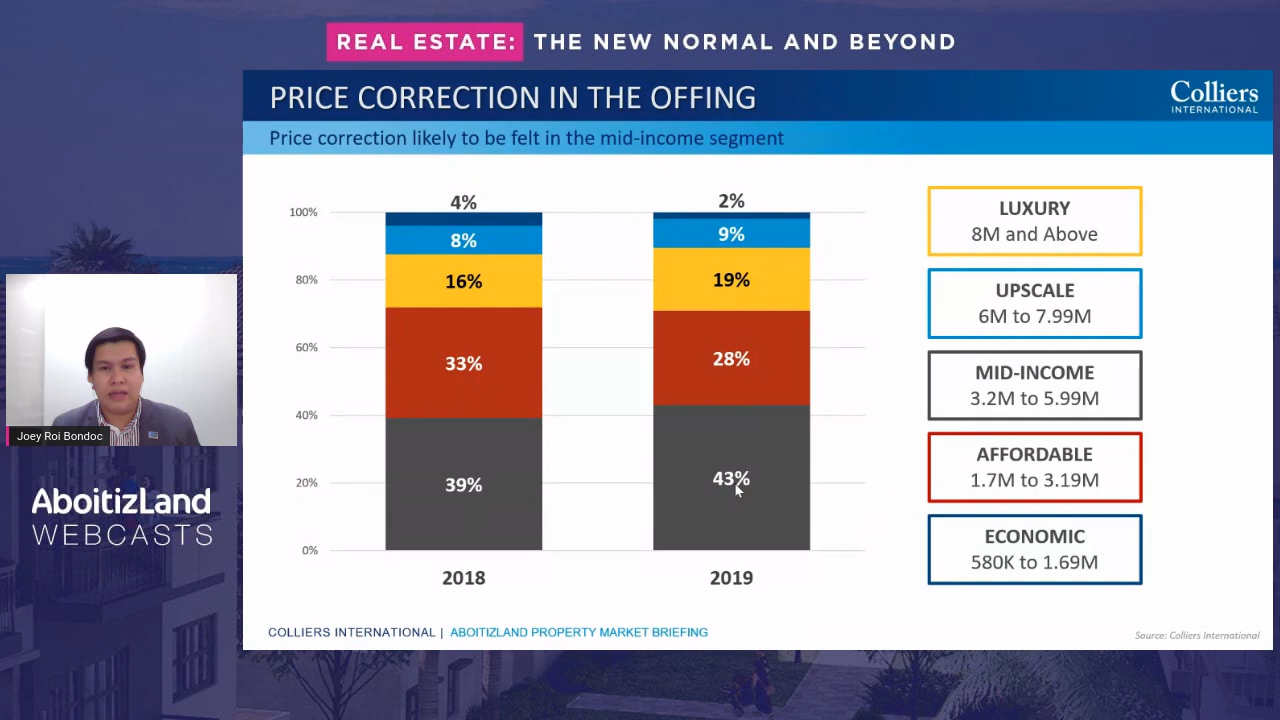 REAL ESTATE: THE NEW NORMAL AND BEYOND
PRICE CORRECTION IN THE OFFING
Colliers
INTERNATIONAL
Price correction likely to be felt in the mid-income segment
4%
2%
100%
8%
9%
80%
16%
19%
60%
33%
28%
40%
39%
43%
20%
0%
2018
2019
LUXURY
8M and Above
UPSCALE
6M to 7.99M
MID-INCOME
3.2M to 5.99M
AFFORDABLE
1.7M to 3.19M
ECONOMIC
580K to 1.69M
Joey Roi Bondoc
AboitizLand
WEBCASTS
COLLIERS INTERNATIONAL | ABOITIZLAND PROPERTY MARKET BRIEFING
Source: Colliers International